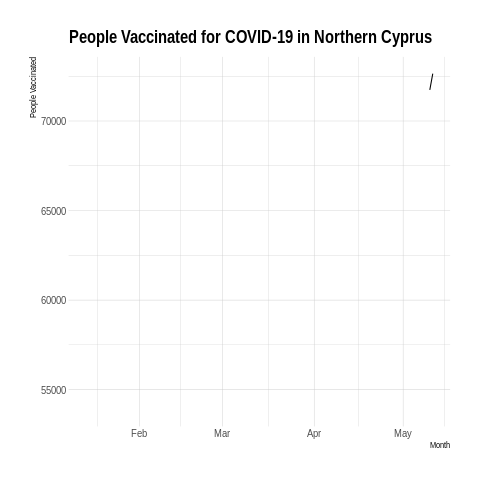 People Vaccinated for COVID-19 in Northern Cyprus
People Vaccinated
70000
65000
60000
55000
Feb Mar Apr May
Month